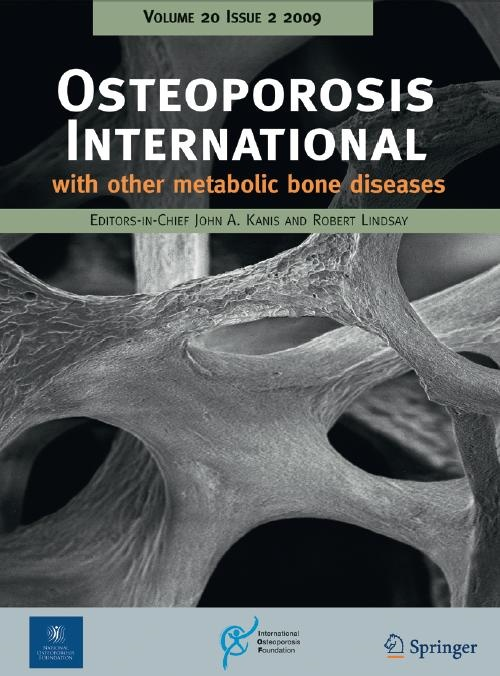 VOLUME 20 ISSUE 2 2009
OSTEOPOROSIS
INTERNATIONAL
with other metabolic bone diseases
EDITORS-IN-CHIEF JOHN A. KANIS AND ROBERT LINDSAY
NATIONAL
OSTEOPOROSIS
FOUNDATION
International
Osteoporosis
Foundation
Springer